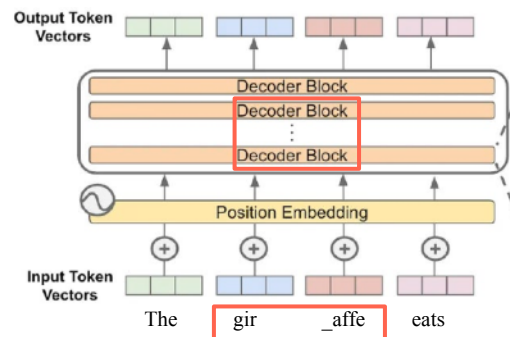 Output Token
Vectors
Decoder Block
Decoder Block
Decoder Block
Position Embedding
Input Token
Vectors
The gir _affe eats